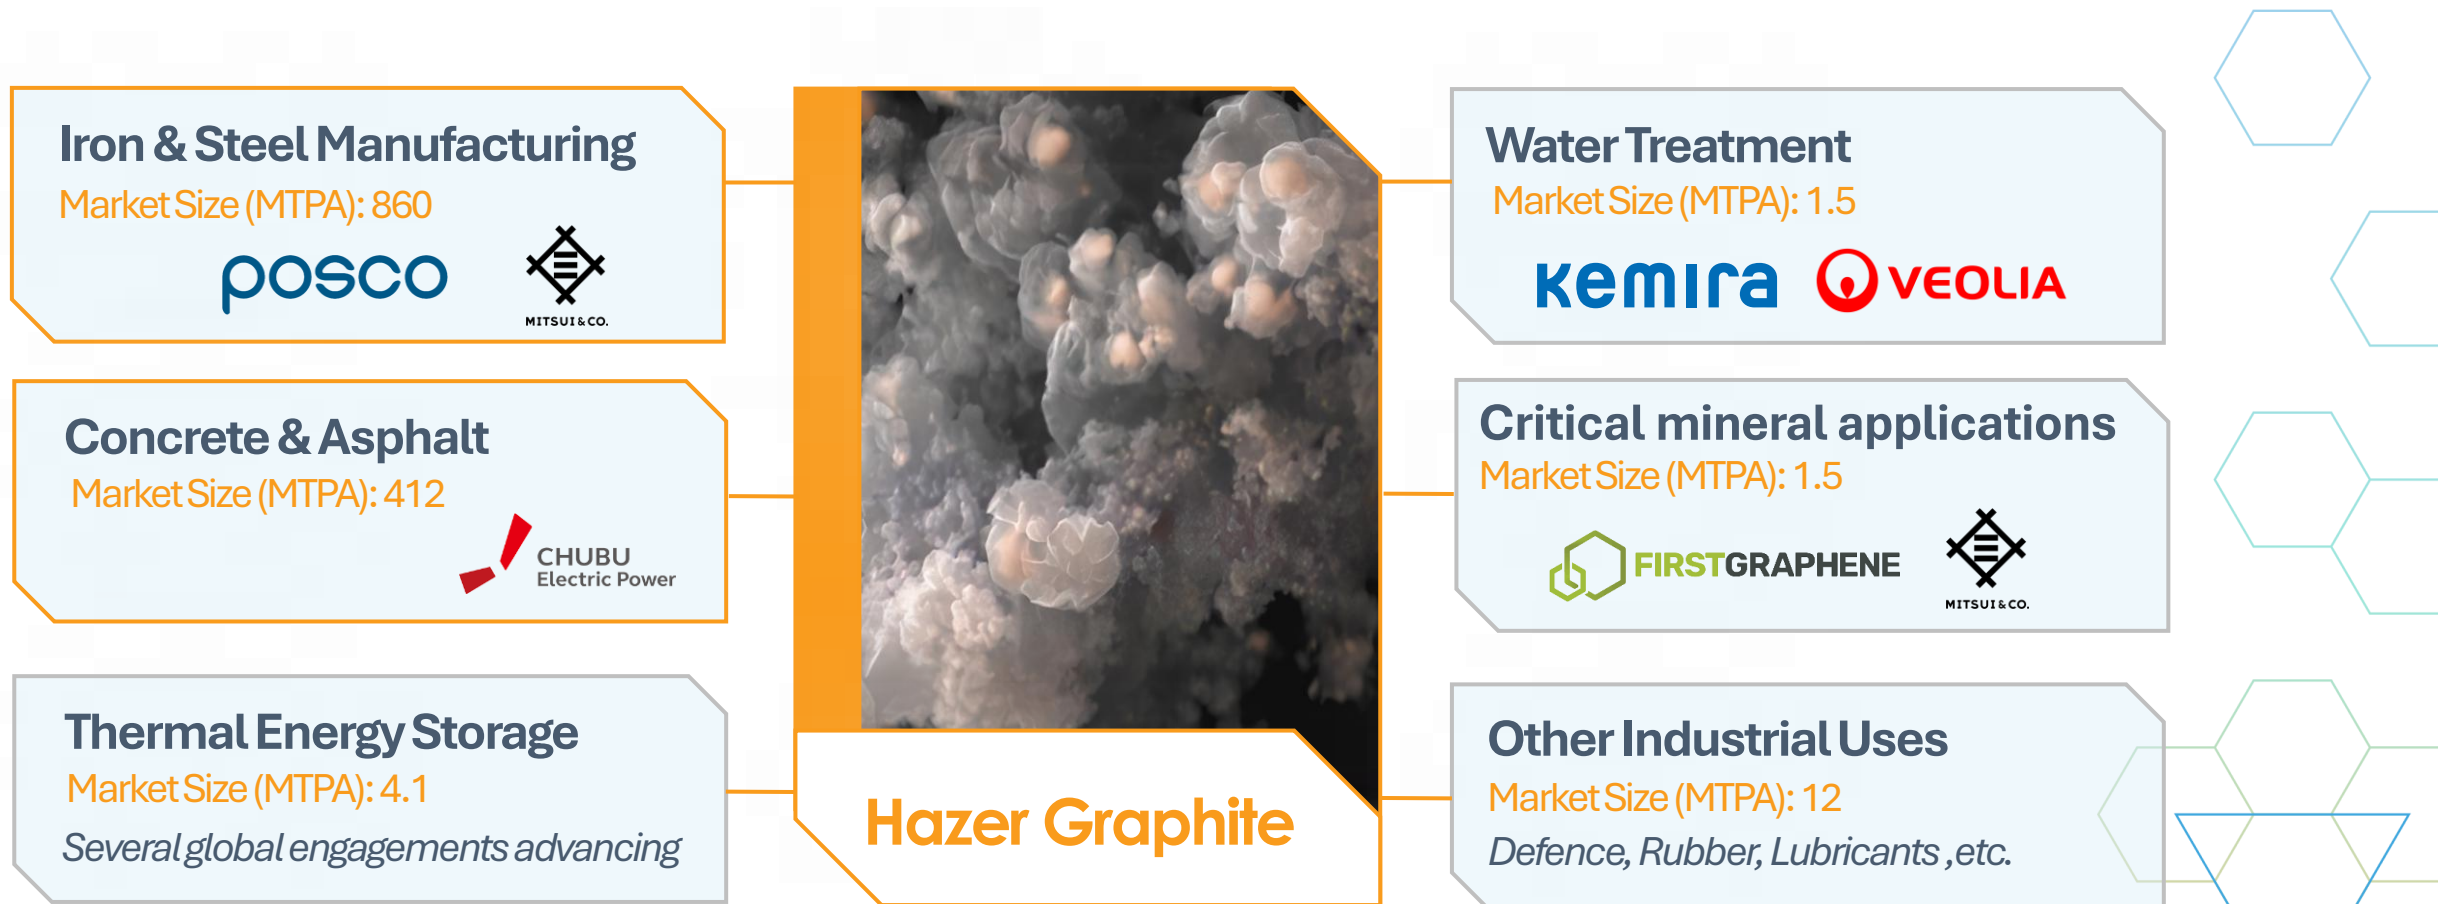 Iron & Steel Manufacturing
Market Size (MTPA): 860
posco
MITSUI & CO.
Concrete & Asphalt
Market Size (MTPA): 412
CHUBU
Electric Power
Thermal Energy Storage
Market Size (MTPA): 4.1
Several global engagements advancing
Hazer Graphite
Water Treatment
Market Size (MTPA): 1.5
kemira
VEOLIA
Critical mineral applications
Market Size (MTPA): 1.5
FIRSTGRAPHENE
MITSUI & CO.
Other Industrial Uses
Market Size (MTPA): 12
Defence, Rubber, Lubricants ,etc.